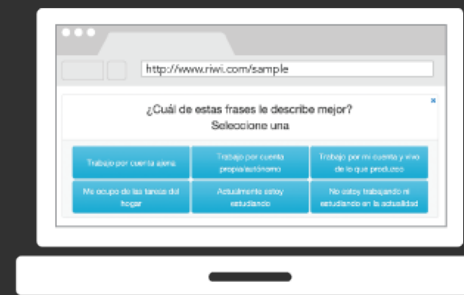 http://www.riwi.com/sample
¿Cuál de estas frases le describe mejor?
Seleccione una
Trabajo por cuenta ajena
Trabajo por cuenta
propia/autónomo
Trabajo por mi cuenta y vivo
de lo que produzco
Me ocupo de las tareas del
hogar
Actualmente estoy
estudiando
No estoy trabajando ni
estudiando en la actualidad